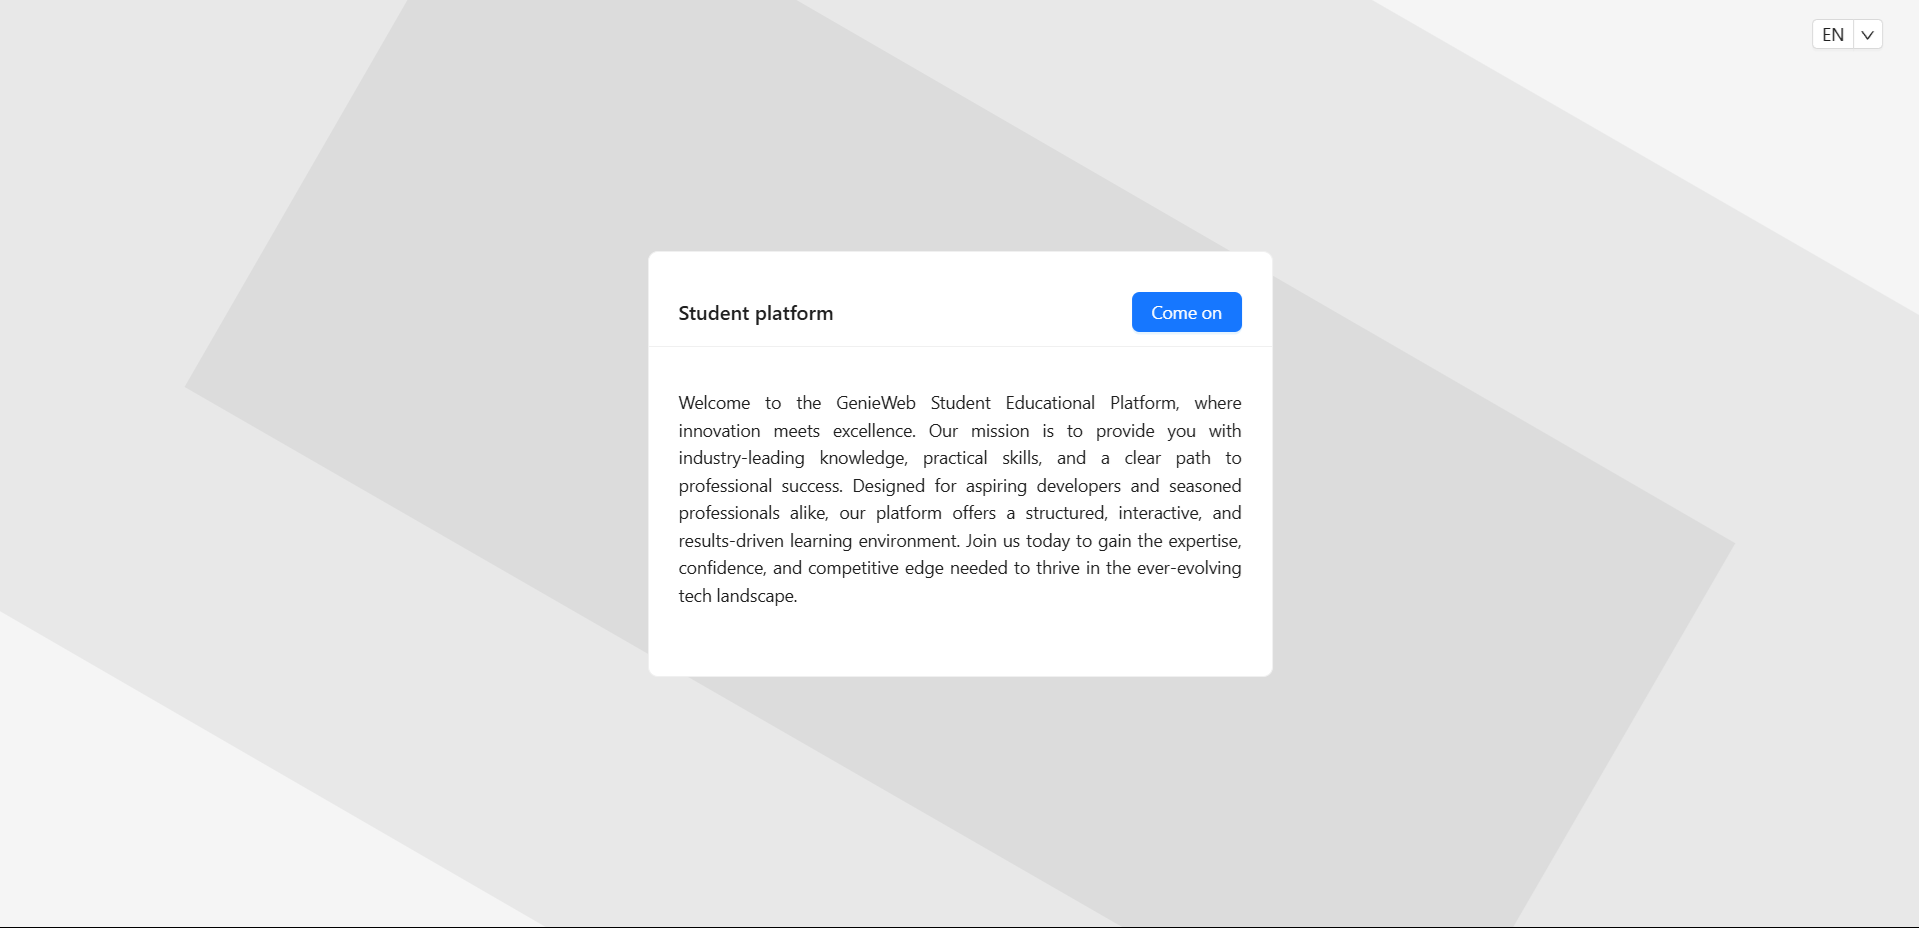 EN
Student platform
Come on
Welcome to the GenieWeb Student Educational Platform, where
innovation meets excellence. Our mission is to provide you with
industry-leading knowledge, practical skills, and a clear path to
professional success. Designed for aspiring developers and seasoned
professionals alike, our platform offers a structured, interactive, and
results-driven learning environment. Join us today to gain the expertise,
confidence, and competitive edge needed to thrive in the ever-evolving
tech landscape.